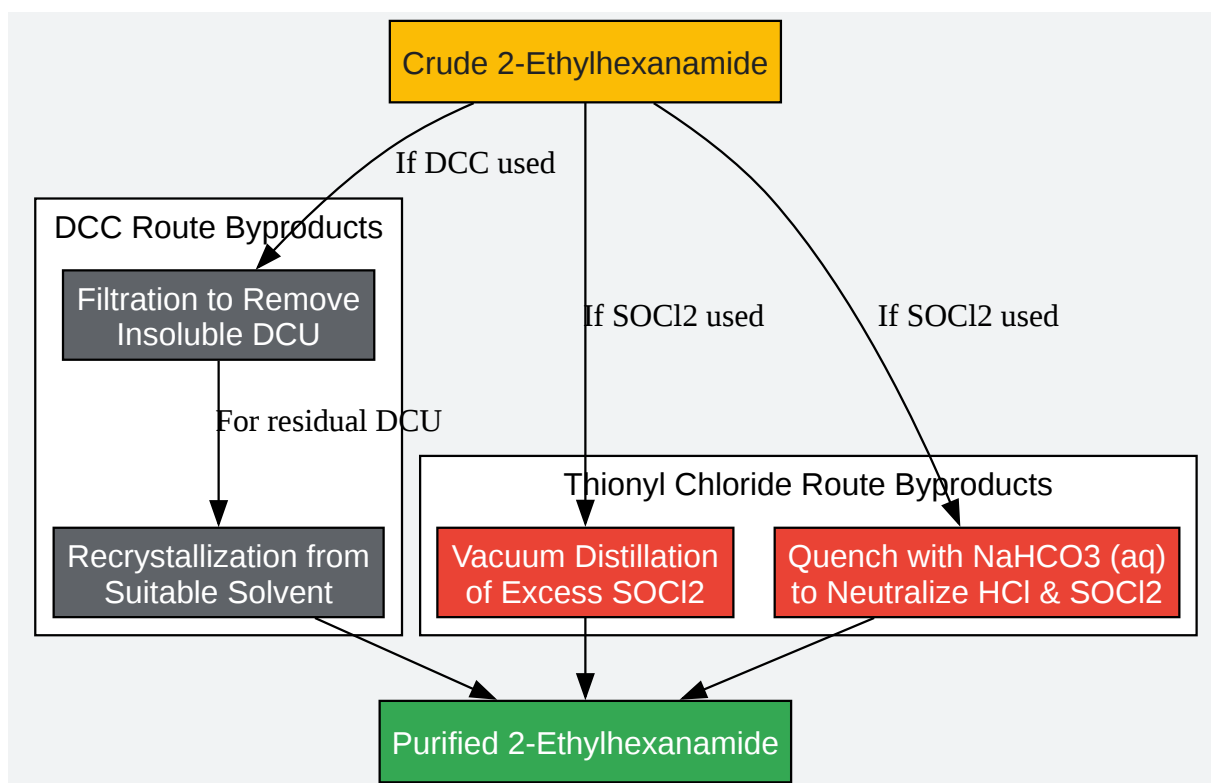 Crude 2-Ethylhexanamide
If DCC used
DCC Route Byproducts
Filtration to Remove
Insoluble DCU
If SOCl2 used
If SOCl2 used
For residual DCU
Thionyl Chloride Route Byproducts
Recrystallization from
Suitable Solvent
Vacuum Distillation
of Excess SOCl2
Quench with NaHCO3 (aq)
to Neutralize HCl & SOCl2
Purified 2-Ethylhexanamide